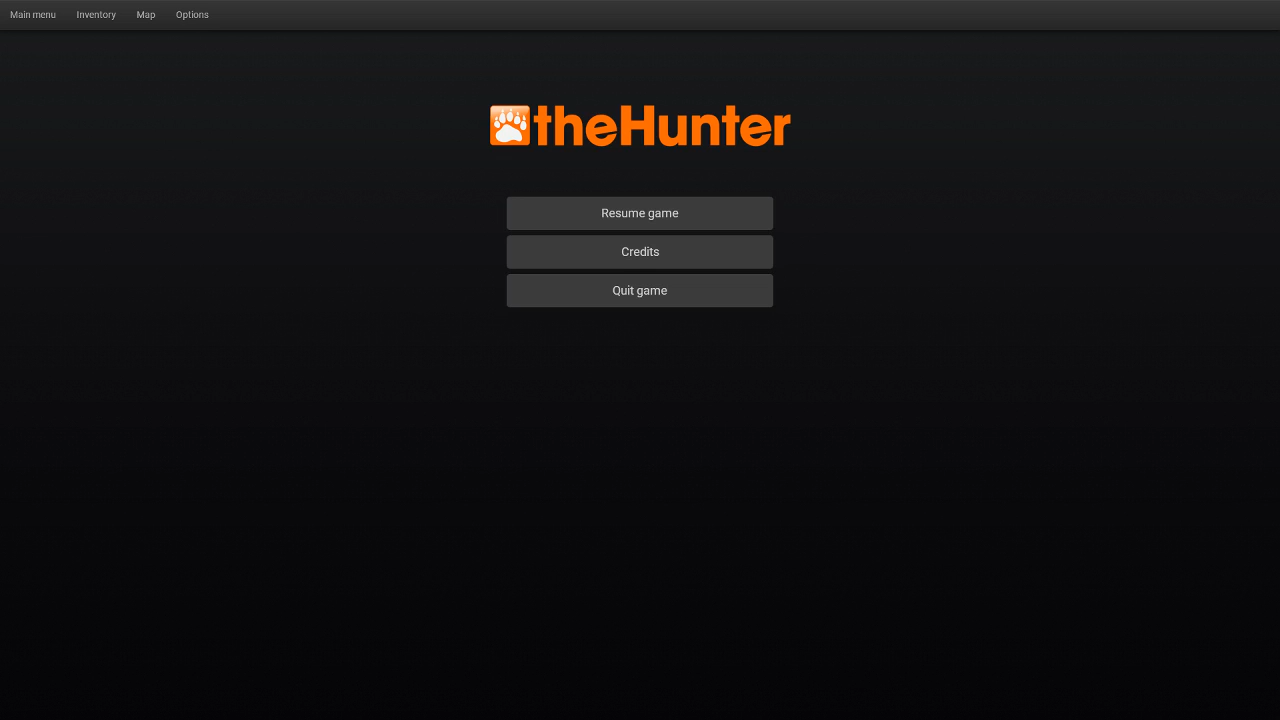 Main menu Inventory Map Options
theHunter
Resume game
Credits
Quit game